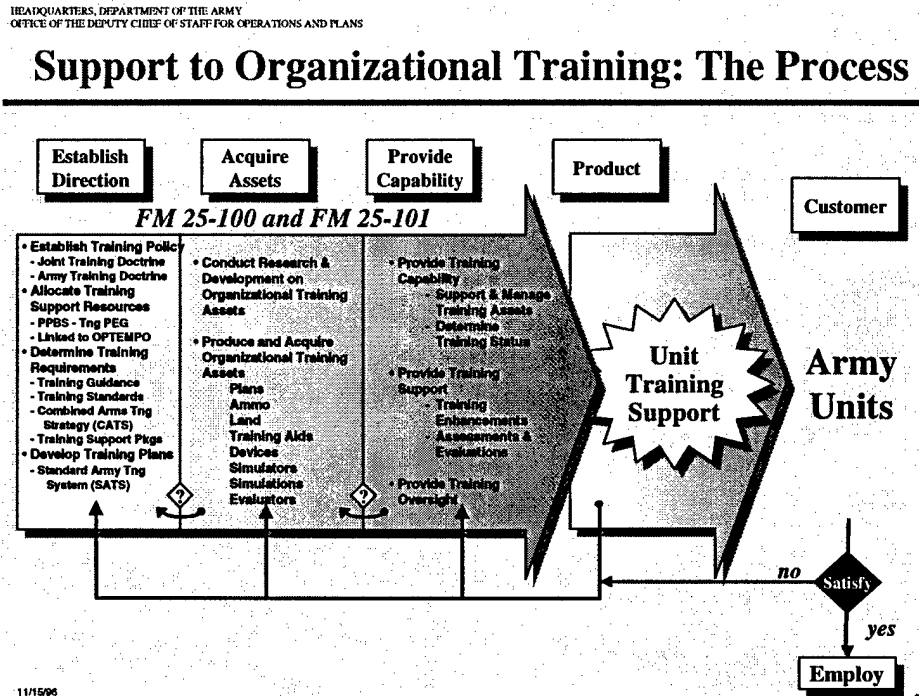 HEADQUARTERS, DEPARTMENT OF THE ARMY
OFFICE OF THE DEPUTY CHIEF OF STAFF FOR OPERATIONS AND PLANS
Support to Organizational Training: The Process
Establish
Direction
Acquire
Assets
Provide
Capability
Product
Customer
FM 25-100 and FM 25-101
• Establish Training Policy
- Joint Training Doctrine
- Army Training Doctrine
• Allocate Training
Support Resources
- PPBS - Tng PEG
- Linked to OPTEMPO
• Determine Training
Requirements
- Training Guidance
- Training Standards
- Combined Arms Tng
Strategy (CATS)
- Training Support Pkgs
• Develop Training Plans
- Standard Army Tng
System (SATS)
?
• Conduct Research &
Development on
Organizational Training
Assets
• Produce and Acquire
Organizational Training
Assets
Plans
Ammo
Land
Training Aids
Devices
Simulators
Simulations
Evaluators
?
• Provide Training
Capability
- Support & Manage
Training Assets
- Determine
Training Status
• Provide Training
Support
- Training
Enhancements
- Assessments &
Evaluations
• Provide Training
Oversight
Unit
Training
Support
Army
Units
no
Satisfy
yes
Employ
11/15/96